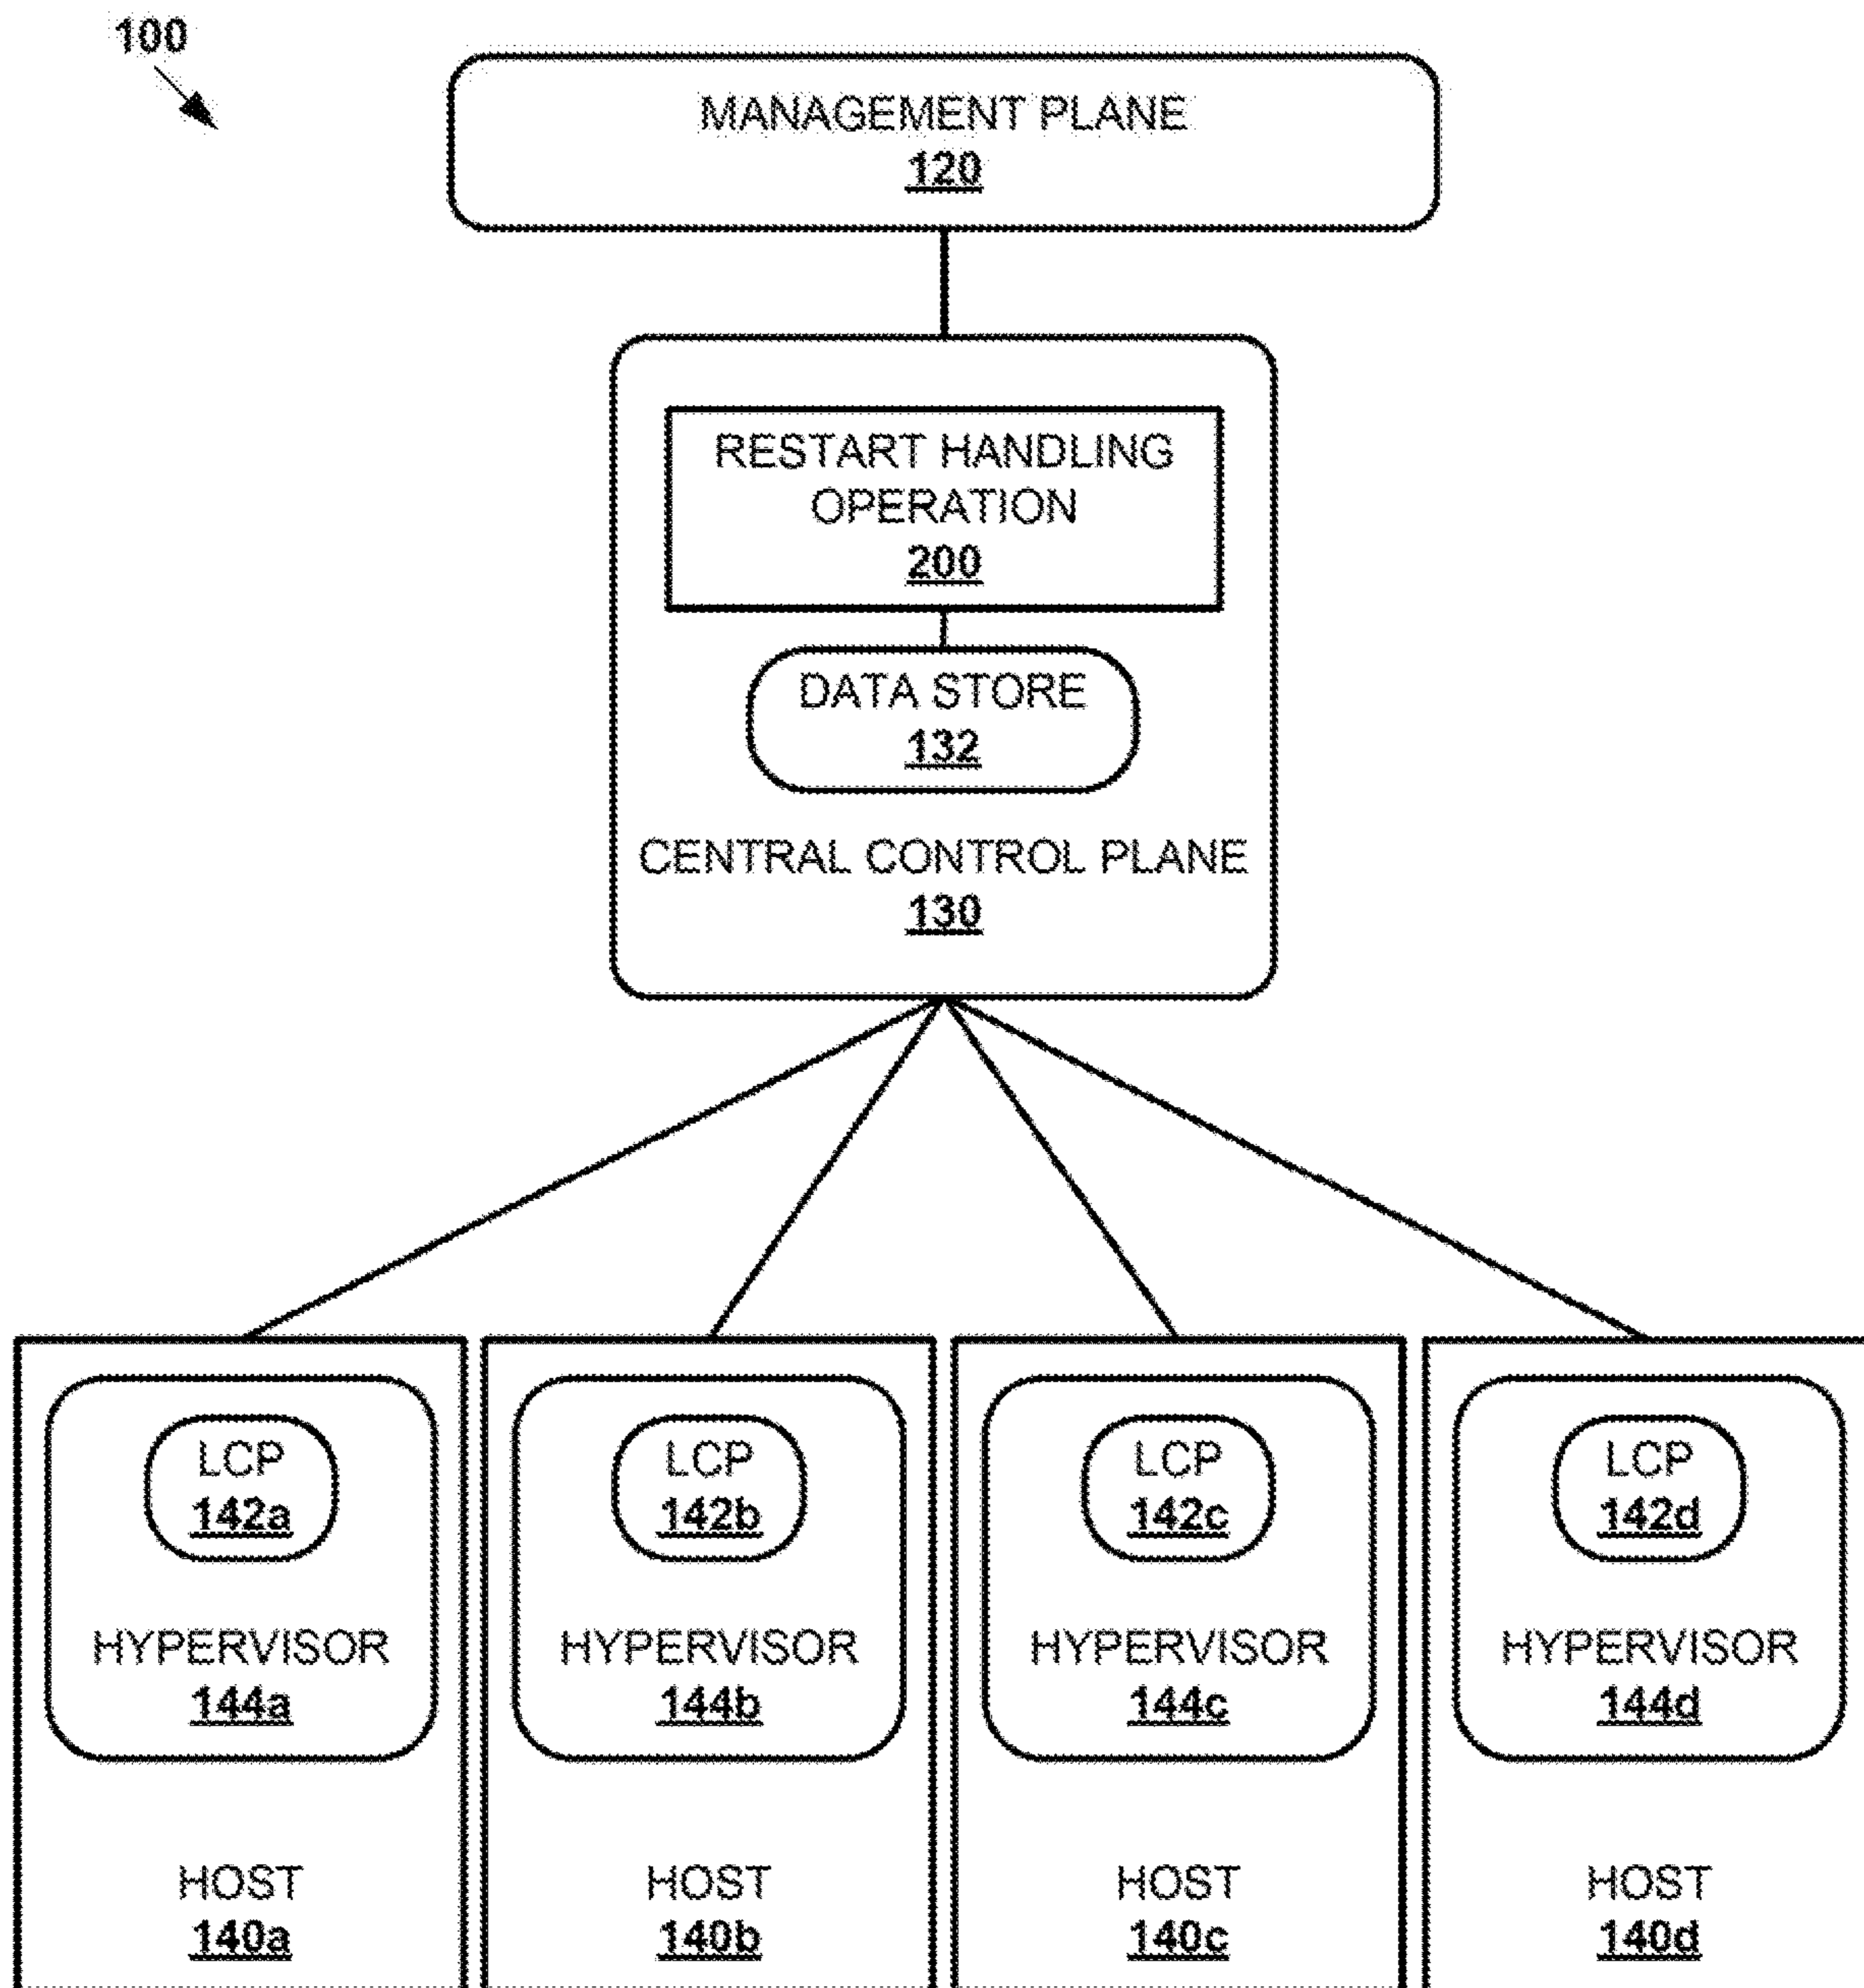 100
MANAGEMENT PLANE
120
RESTART HANDLING
OPERATION
200
DATA STORE
132
CENTRAL CONTROL PLANE
130
LCP
142a
HYPERVISOR
144a
HOST
140a
LCP
142b
HYPERVISOR
144b
HOST
140b
LCP
142c
HYPERVISOR
144c
HOST
140c
LCP
142d
HYPERVISOR
144d
HOST
140d